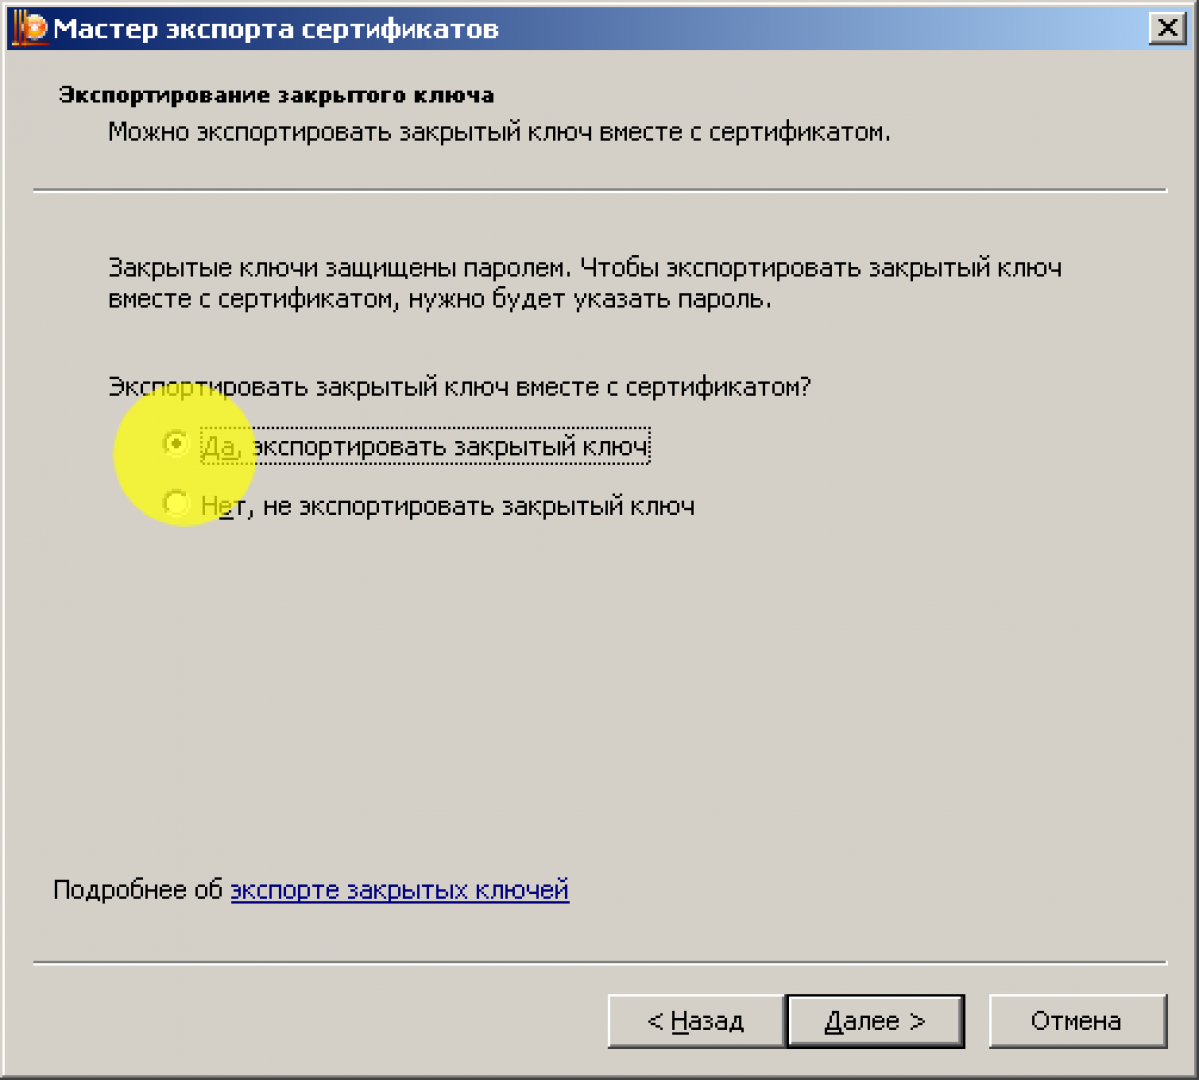 Мастер экспорта сертификатов
Экспортирование закрытого ключа
Можно экспортировать закрытый ключ вместе с сертификатом.
Закрытые ключи защищены паролем. Чтобы экспортировать закрытый ключ
вместе с сертификатом, нужно будет указать пароль.
Экспортировать закрытый ключ вместе с сертификатом?
Да, экспортировать закрытый ключ
Нет, не экспортировать закрытый ключ
Подробнее об экспорте закрытых ключей
< Назад Далее > Отмена